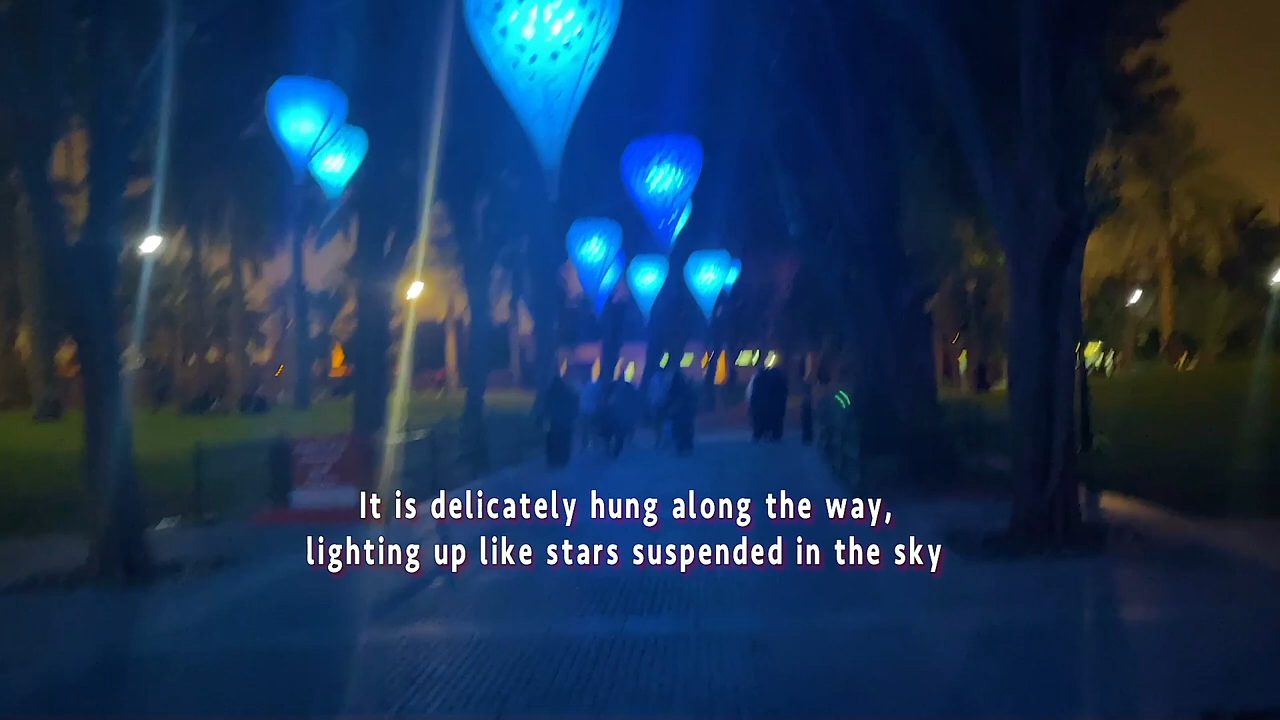 It is delicately hung along the way,
lighting up like stars suspended in the sky